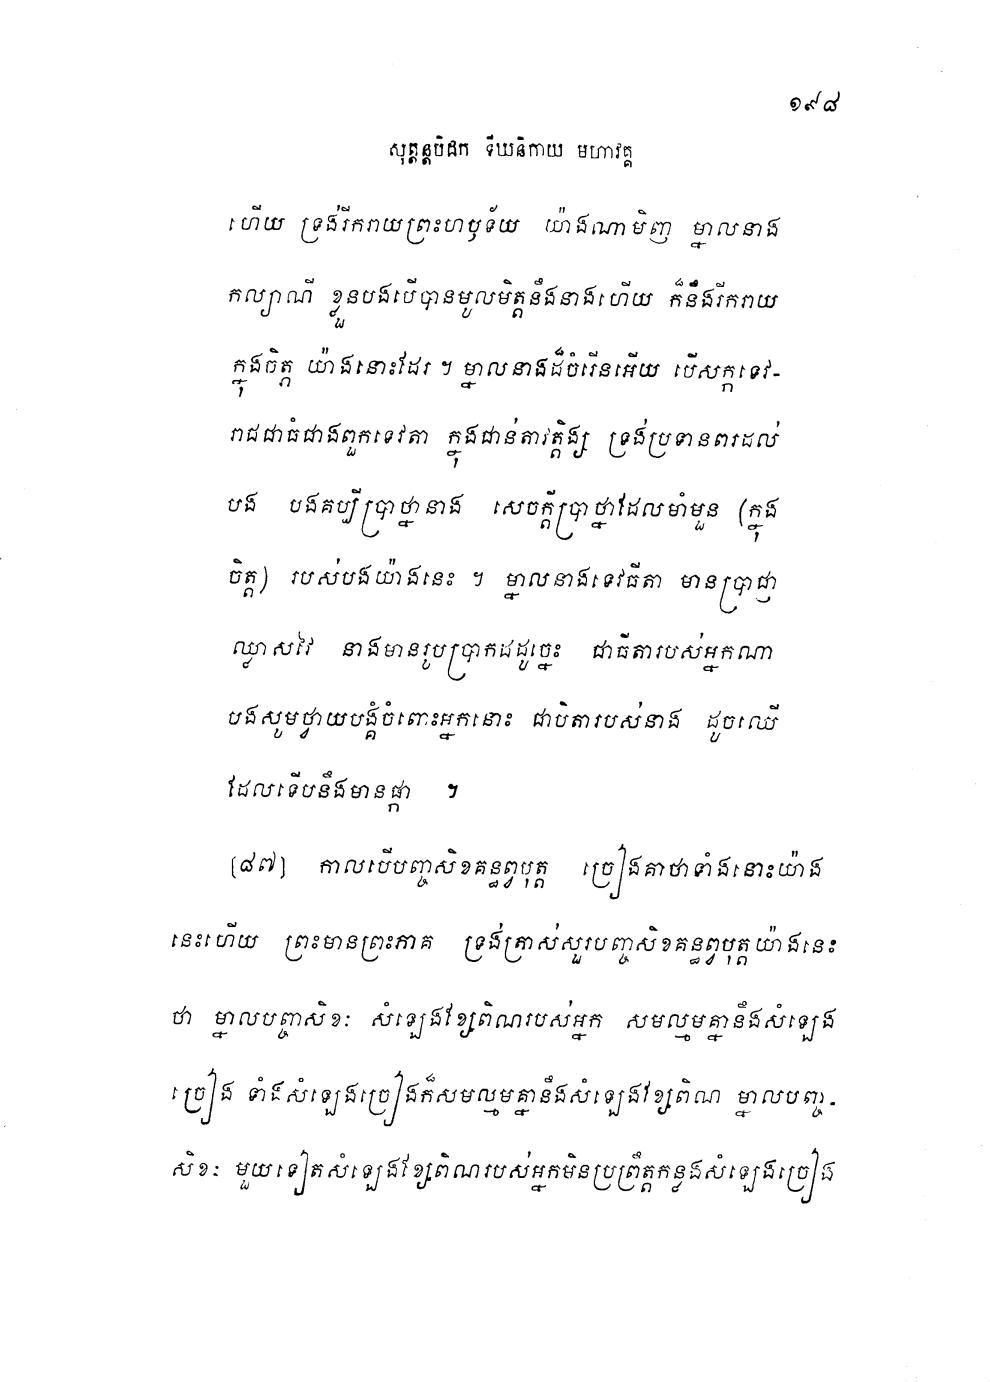 ១៩៨
សុត្តន្តបិដក ទីឃនិកាយ មហាវគ្គ
ហើយ ទ្រង់រីករាយព្រះហឫទ័យ យ៉ាងណាមិញ ម្នាលនាង
កល្យាណី ខ្លួនបងបើបានមូលមិត្តនឹងនាងហើយ ក៏នឹងរីករាយ
ក្នុងចិត្ត យ៉ាងនោះដែរ ។ ម្នាលនាងដ៏ចំរើនអើយ បើសក្កទេវ-
រាជជាធំជាងពួកទេវតា ក្នុងជាន់តាវត្តិង្ស ទ្រង់ប្រទានពរដល់
បង បងគប្បីប្រាថ្នានាង សេចក្តីប្រាថ្នាដែលមាំមួន (ក្នុង
ចិត្ត) របស់បងយ៉ាងនេះ ។ ម្នាលនាងទេវធីតា មានប្រាជ្ញា
ឈ្លាសវៃ នាងមានរូបប្រាកដដូច្នេះ ជាធីតារបស់អ្នកណា
បងសូមថ្វាយបង្គំចំពោះអ្នកនោះ ជាបិតារបស់នាង ដូចឈើ
ដែលទើបនឹងមានផ្កា ។
[៨៧] កាលបើបញ្ចសិខគន្ធព្វបុត្ត ច្រៀងគាថាទាំងនោះយ៉ាង
នេះហើយ ព្រះមានព្រះភាគ ទ្រង់ត្រាស់សួរបញ្ចសិខគន្ធព្វបុត្តយ៉ាងនេះ
ថា ម្នាលបញ្ចាសិខៈ សំឡេងខ្សែពិណរបស់អ្នក សមល្មមគ្នានឹងសំឡេង
ច្រៀង ទាំងសំឡេងច្រៀងក៏សមល្មមគ្នានឹងសំឡេងខ្សែពិណ ម្នាលបញ្ច-
សិខៈ មួយទៀតសំឡេងខ្សែពិណរបស់អ្នកមិនប្រព្រឹត្តកន្លងសំឡេងច្រៀង